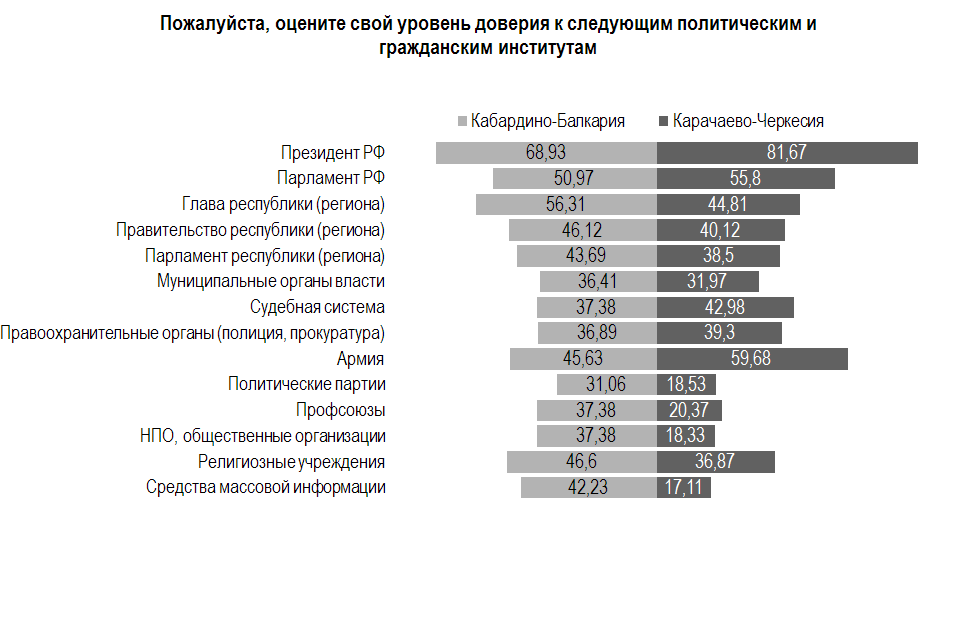 Пожалуйста, оцените свой уровень доверия к следующим политическим и
гражданским институтам
Кабардино-Балкария Карачаево-Черкесия
Президент РФ 68,93 81,67
Парламент РФ 50,97 55,8
Глава республики (региона) 56,31 44,81
Правительство республики (региона) 46,12 40,12
Парламент республики (региона) 43,69 38,5
Муниципальные органы власти 36,41 31,97
Судебная система 37,38 42,98
Правоохранительные органы (полиция, прокуратура) 36,89 39,3
Армия 45,63 59,68
Политические партии 31,06 18,53
Профсоюзы 37,38 20,37
НПО, общественные организации 37,38 18,33
Религиозные учреждения 46,6 36,87
Средства массовой информации 42,23 17,11